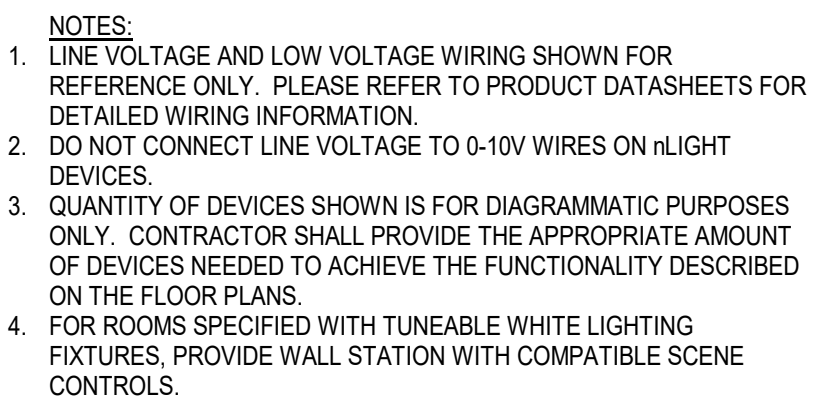 NOTES:
1. LINE VOLTAGE AND LOW VOLTAGE WIRING SHOWN FOR
REFERENCE ONLY. PLEASE REFER TO PRODUCT DATASHEETS FOR
DETAILED WIRING INFORMATION.
2. DO NOT CONNECT LINE VOLTAGE TO 0-10V WIRES ON nLIGHT
DEVICES.
3. QUANTITY OF DEVICES SHOWN IS FOR DIAGRAMMATIC PURPOSES
ONLY. CONTRACTOR SHALL PROVIDE THE APPROPRIATE AMOUNT
OF DEVICES NEEDED TO ACHIEVE THE FUNCTIONALITY DESCRIBED
ON THE FLOOR PLANS.
4. FOR ROOMS SPECIFIED WITH TUNEABLE WHITE LIGHTING
FIXTURES, PROVIDE WALL STATION WITH COMPATIBLE SCENE
CONTROLS.